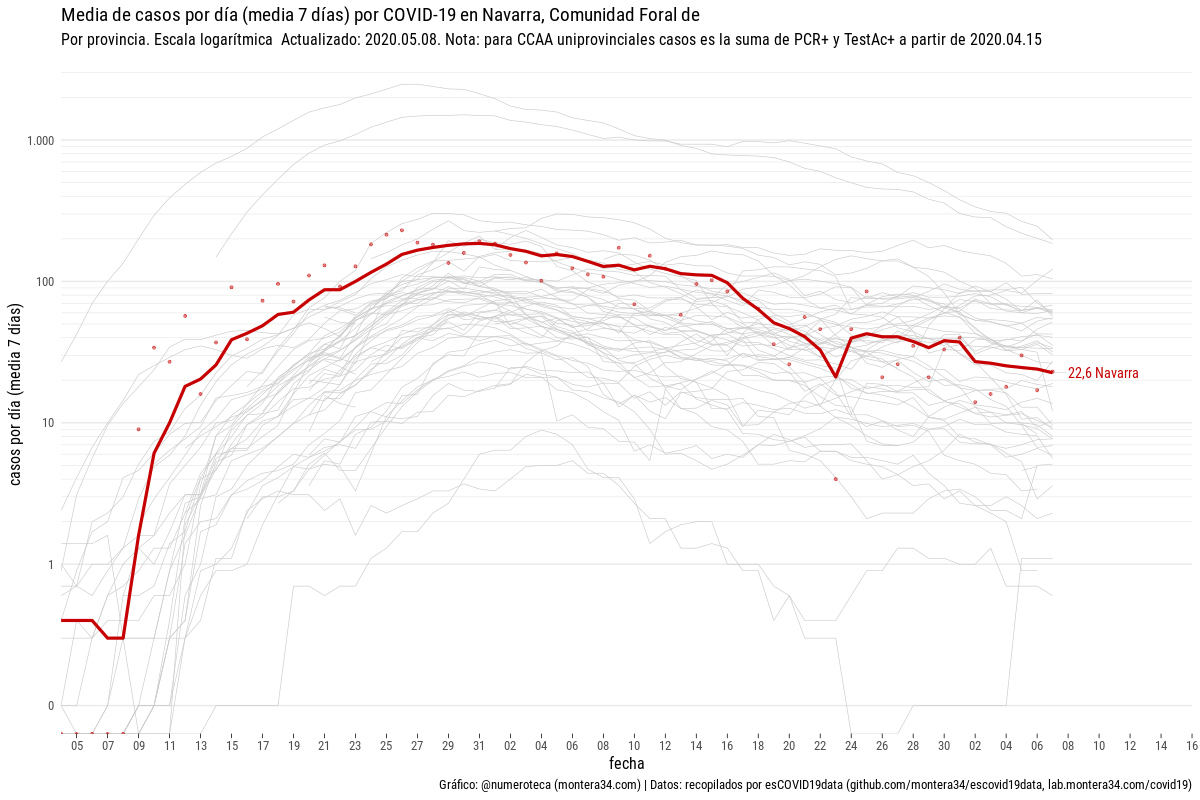 Media de casos por día (media 7 días) por COVID-19 en Navarra, Comunidad Foral de
Por provincia. Escala logarítmica  Actualizado: 2020.05.08. Nota: para CCAA uniprovinciales casos es la suma de PCR+ y TestAc+ a partir de 2020.04.15
casos por día (media 7 días)
1.000
100
10
1
0
22,6 Navarra
05 07 09 11 13 15 17 19 21 23 25 27 29 31 02 04 06 08 10 12 14 16 18 20 22 24 26 28 30 02 04 06 08 10 12 14 16
fecha
Gráfico: @numeroteca (montera34.com) | Datos: recopilados por esCOVID19data (github.com/montera34/escovid19data, lab.montera34.com/covid19)